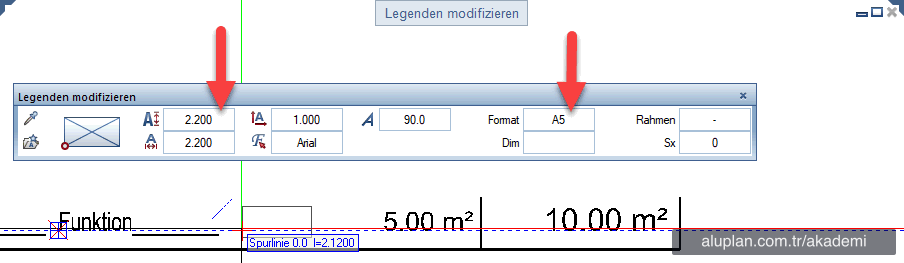 Legenden modifizieren
Legenden modifizieren
A 2.200 A 1.000 A 90.0 Format A5 Rahmen -
A 2.200 F Arial Dim Sx 0
Funktion 5.00 m² 10.00 m²
Spurlinie 0.0 l=2.1200
aluplan.com.tr/akademi